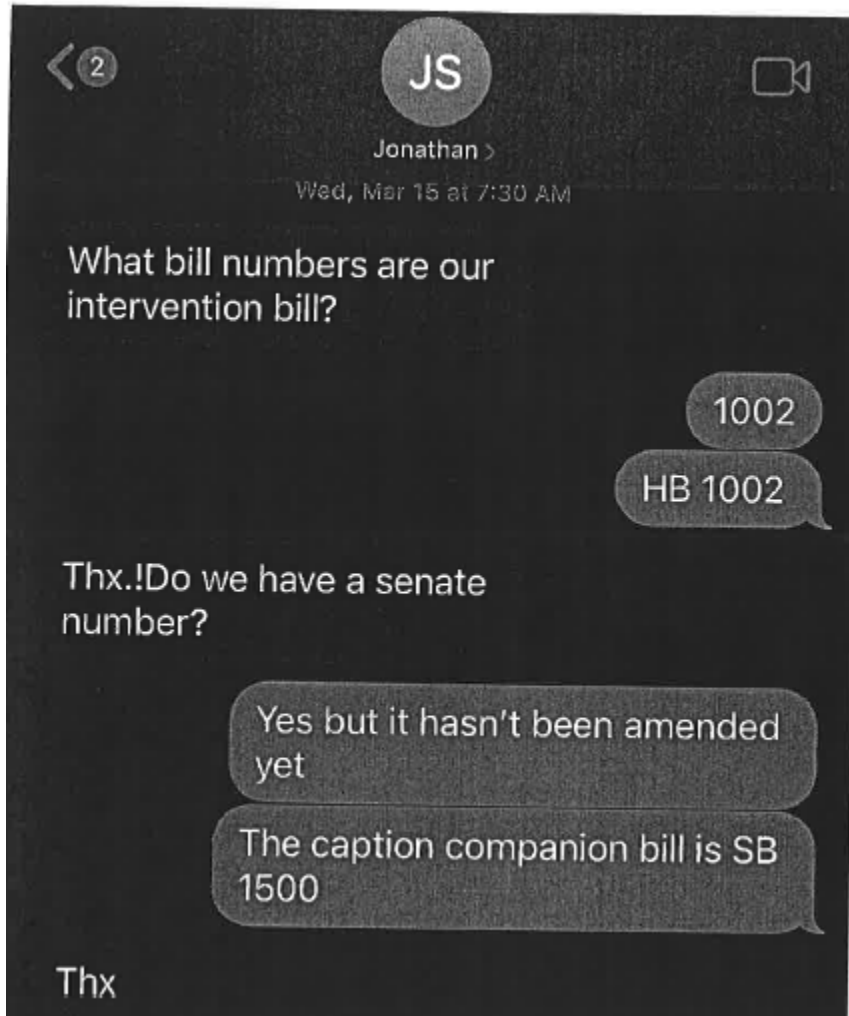 2
JS
Jonathan >
Wed, Mar 15 at 7:30 AM
What bill numbers are our
intervention bill?
1002
HB 1002
Thx.!Do we have a senate
number?
Yes but it hasn't been amended
yet
The caption companion bill is SB
1500
Thx